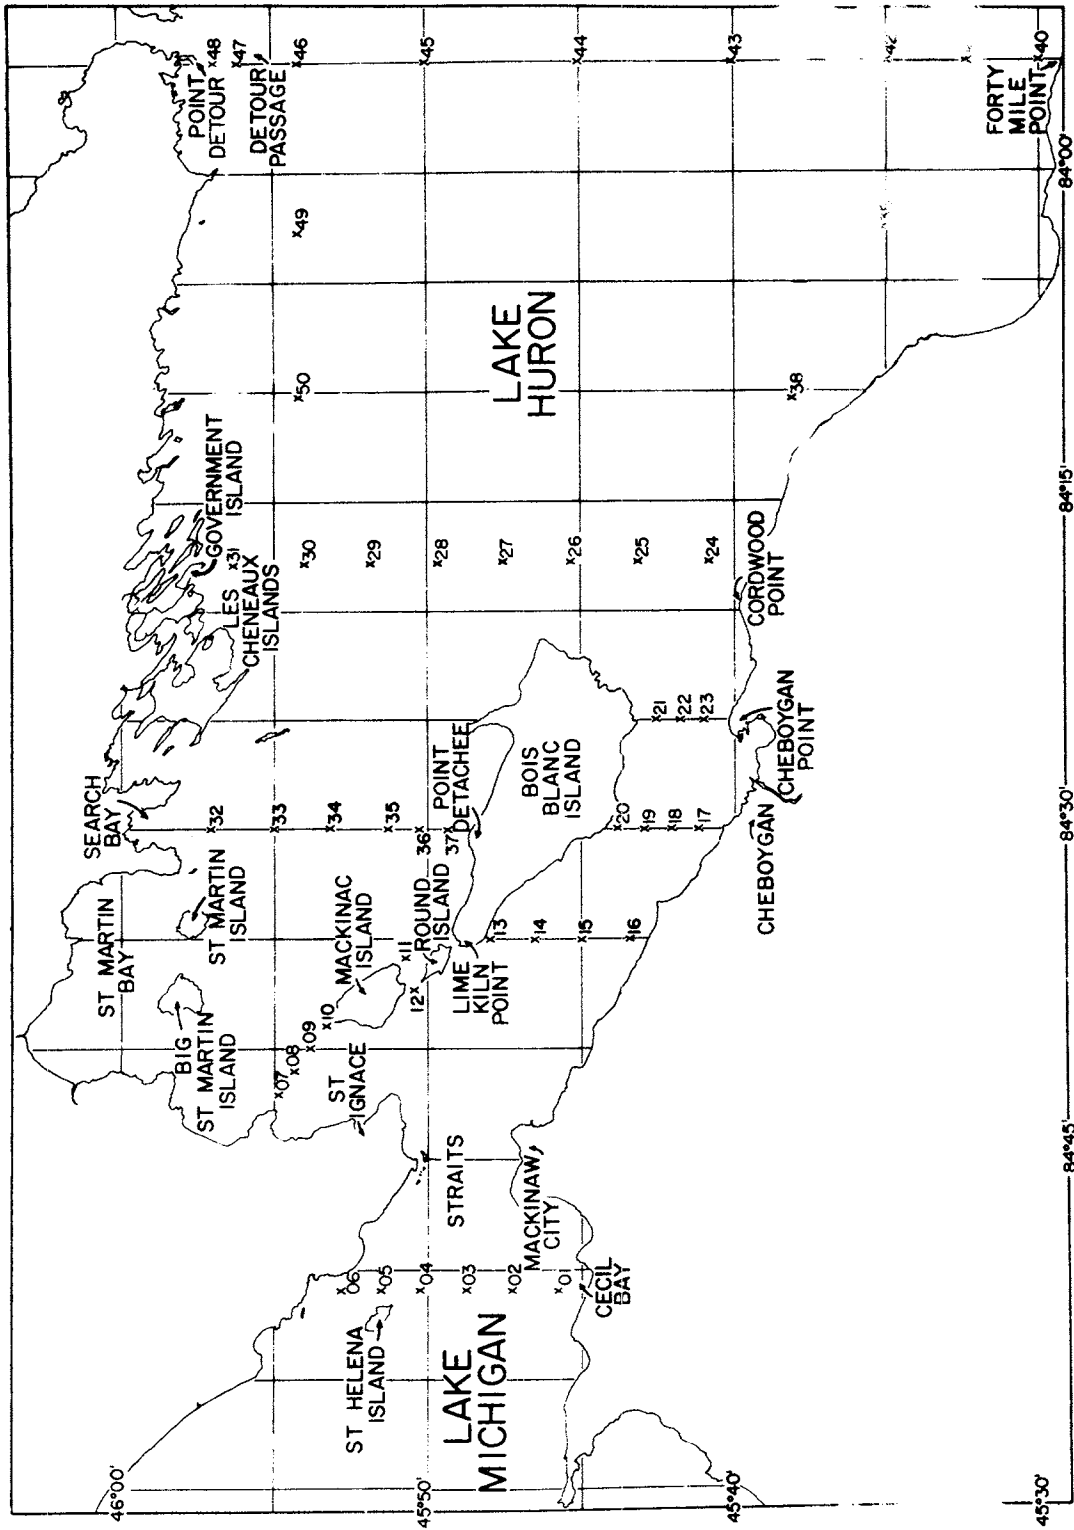 46°00'
45°50'
45°40'
45°30'
84°45'
84°30'
84°15'
84°00'
LAKE
MICHIGAN
ST HELENA
ISLAND
x06
x05
x04
x03
x02
x01
CECIL
BAY
MACKINAW
CITY
STRAITS
ST
IGNACE
BIG
ST MARTIN
ISLAND
ST MARTIN
BAY
x07
x08
x09
x10
MACKINAC
ISLAND
x11
12x
ROUND
ISLAND
LIME
KILN
POINT
ST MARTIN
ISLAND
x13
x14
x15
x16
SEARCH
BAY
x32
x33
x34
x35
36x
37x
POINT
DETACHEE
BOIS
BLANC
ISLAND
x20
x19
x18
x17
CHEBOYGAN
CHEBOYGAN
POINT
x21
x22
x23
LES
CHENEAUX
ISLANDS
GOVERNMENT
ISLAND
x31
x30
x29
x28
x27
x26
x25
x24
CORDWOOD
POINT
x50
x38
LAKE
HURON
x49
POINT
DETOUR
DETOUR
PASSAGE
x48
x47
x46
x45
x44
x43
x42
x40
FORTY
MILE
POINT